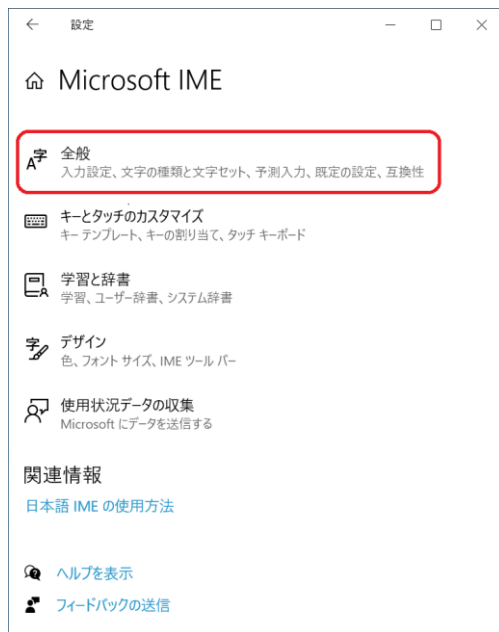 設定
Microsoft IME
全般
入力設定、文字の種類と文字セット、予測入力、既定の設定、互換性
キーとタッチのカスタマイズ
キー テンプレート、キーの割り当て、タッチ キーボード
学習と辞書
学習、ユーザー辞書、システム辞書
デザイン
色、フォント サイズ、IME ツール バー
使用状況データの収集
Microsoft にデータを送信する
関連情報
日本語 IME の使用方法
ヘルプを表示
フィードバックの送信